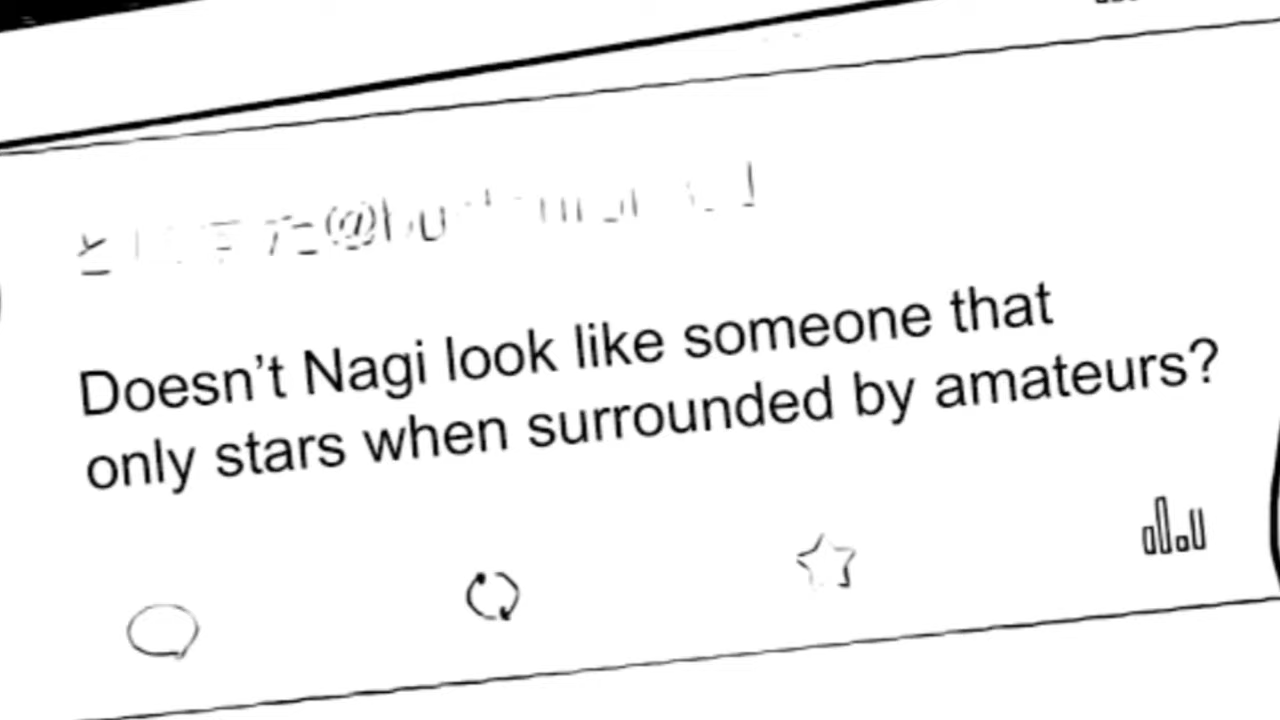 Doesn’t Nagi look like someone that
only stars when surrounded by amateurs?